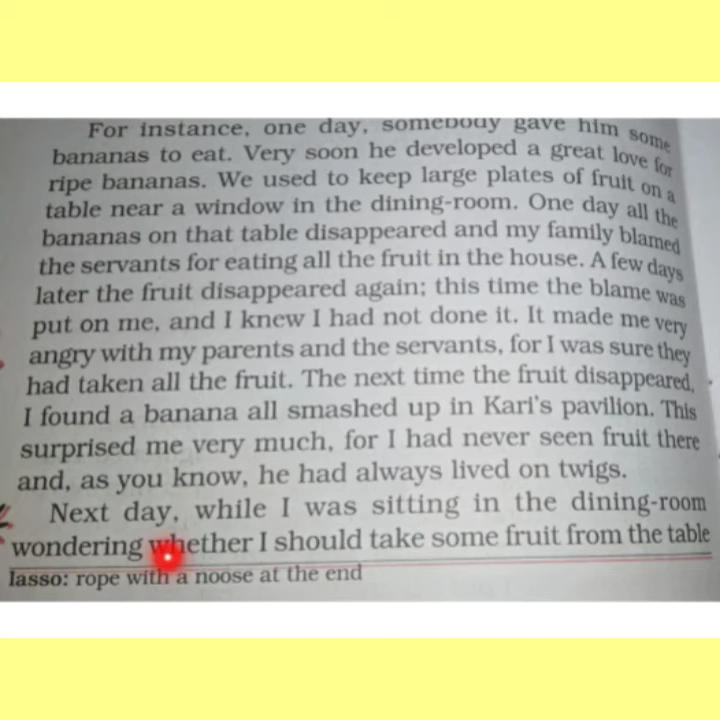 For instance, one day, somebody gave him some
bananas to eat. Very soon he developed a great love for
ripe bananas. We used to keep large plates of fruit on a
table near a window in the dining-room. One day all the
bananas on that table disappeared and my family blamed
the servants for eating all the fruit in the house. A few days
later the fruit disappeared again; this time the blame was
put on me, and I knew I had not done it. It made me very
angry with my parents and the servants, for I was sure they
had taken all the fruit. The next time the fruit disappeared,
I found a banana all smashed up in Kari's pavilion. This
surprised me very much, for I had never seen fruit there
and, as you know, he had always lived on twigs.
Next day, while I was sitting in the dining-room
wondering whether I should take some fruit from the table
lasso: rope with a noose at the end